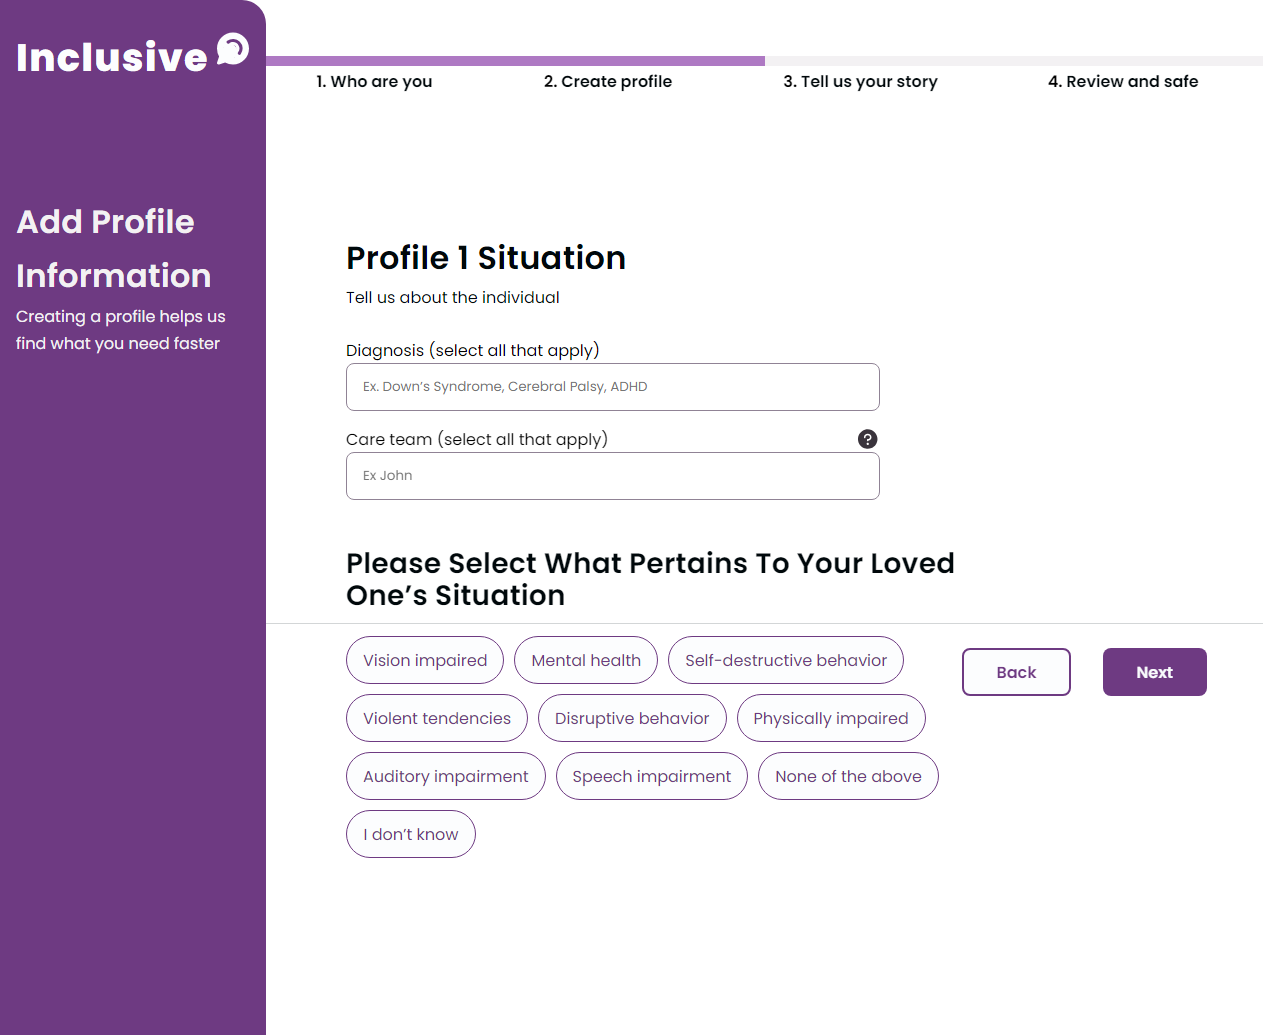 Inclusive
1. Who are you
2. Create profile
3. Tell us your story
4. Review and safe
Add Profile
Information
Creating a profile helps us
find what you need faster
Profile 1 Situation
Tell us about the individual
Diagnosis (select all that apply)
Ex. Down’s Syndrome, Cerebral Palsy, ADHD
Care team (select all that apply)
?
Ex John
Please Select What Pertains To Your Loved
One’s Situation
Vision impaired
Mental health
Self-destructive behavior
Back
Next
Violent tendencies
Disruptive behavior
Physically impaired
Auditory impairment
Speech impairment
None of the above
I don’t know